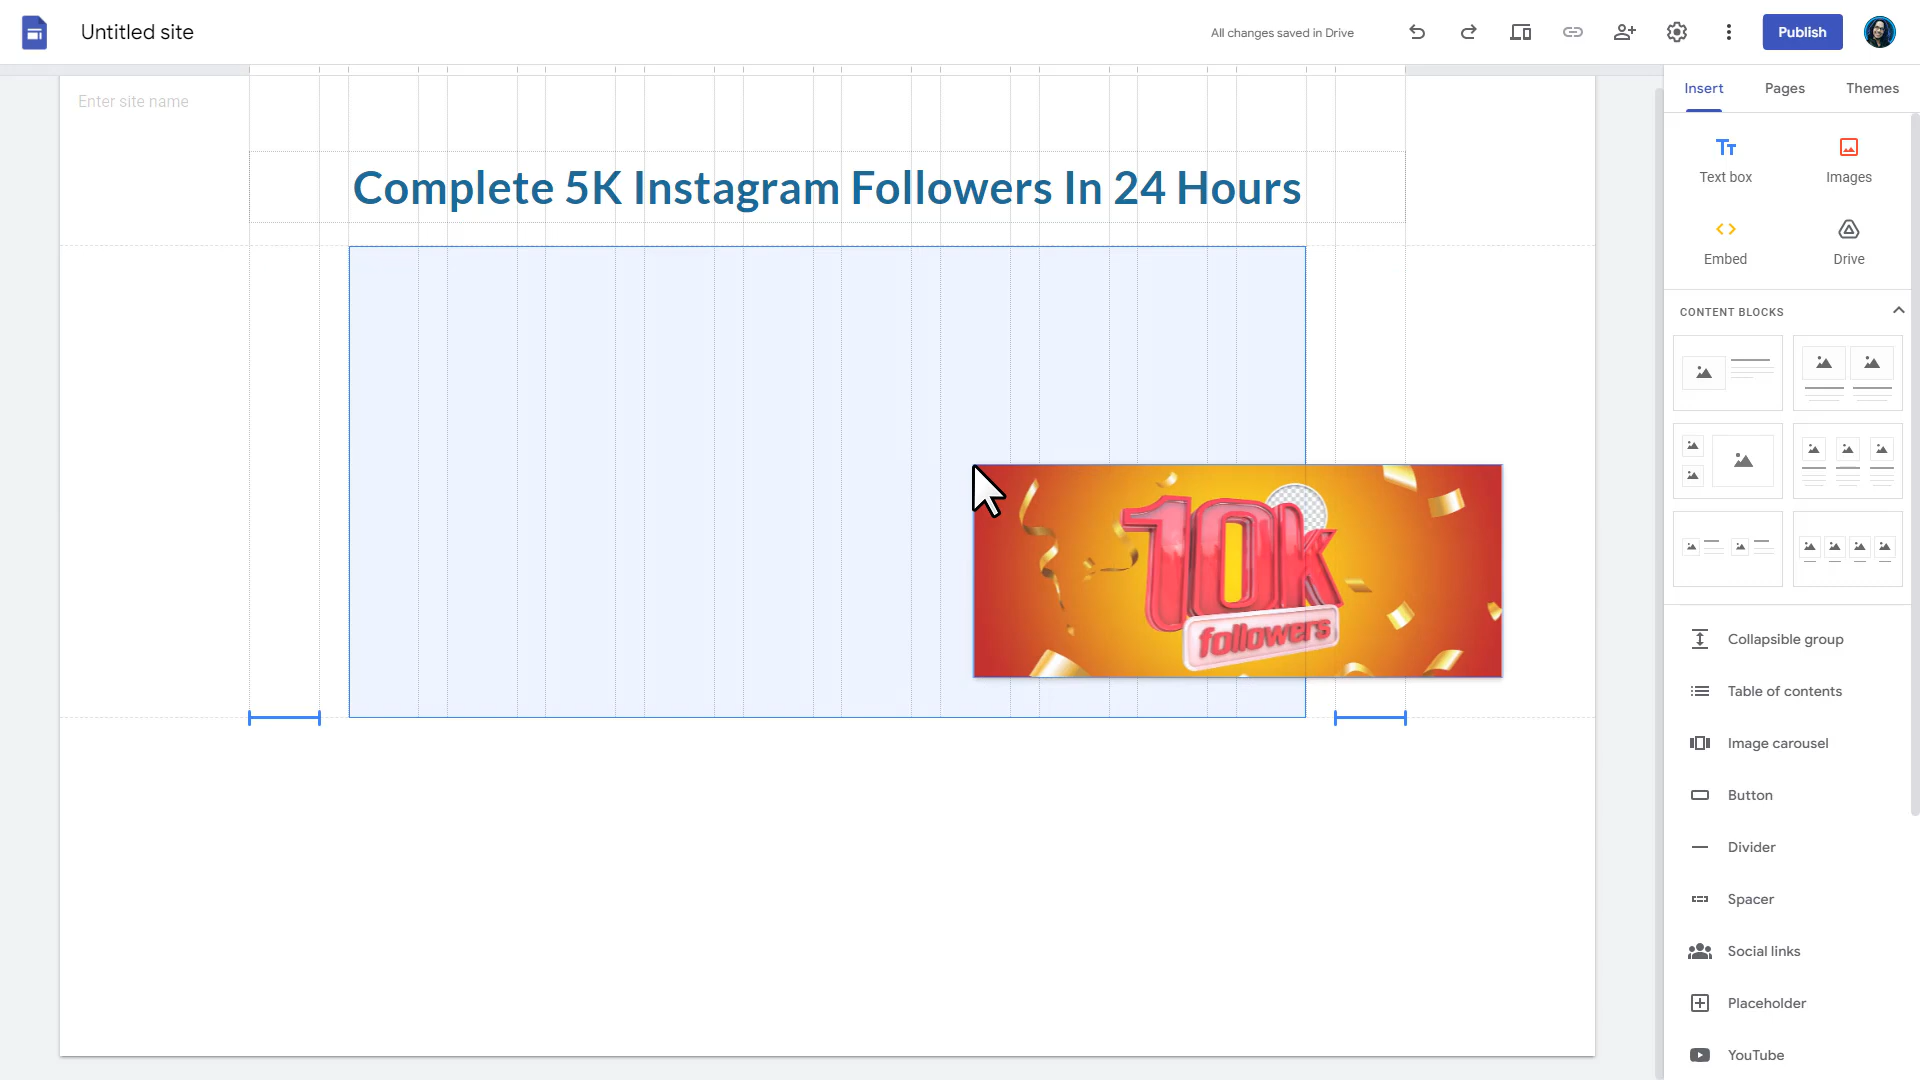 Untitled site
All changes saved in Drive
Publish
Enter site name
Insert
Pages
Themes
Complete 5K Instagram Followers In 24 Hours
Tт
Text box
Images
Embed
Drive
CONTENT BLOCKS
10k
followers
Collapsible group
Table of contents
Image carousel
Button
Divider
Spacer
Social links
Placeholder
YouTube